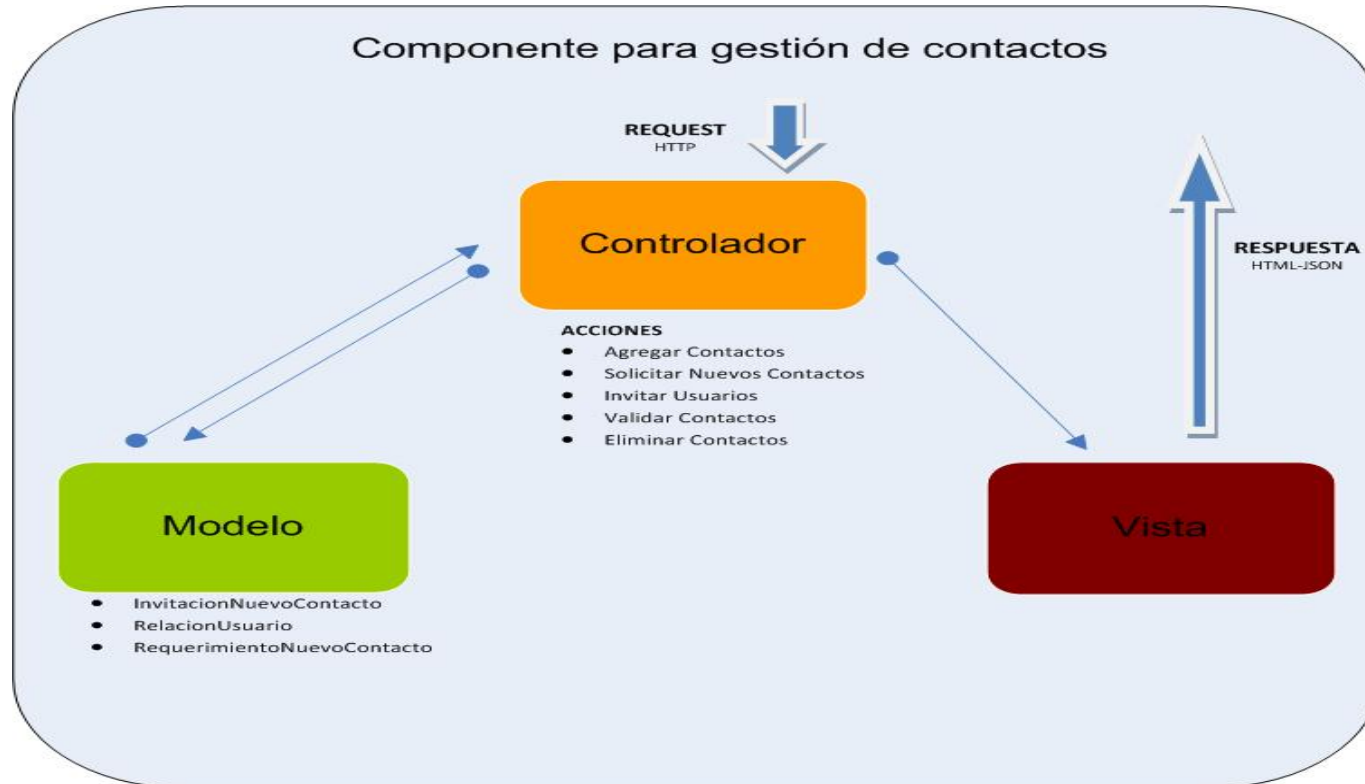 Componente para gestión de contactos
REQUEST
HTTP
Controlador
RESPUESTA
HTML-JSON
ACCIONES
● Agregar Contactos
● Solicitar Nuevos Contactos
● Invitar Usuarios
● Validar Contactos
● Eliminar Contactos
Modelo
Vista
● InvitacionNuevoContacto
● RelacionUsuario
● RequerimientoNuevoContacto